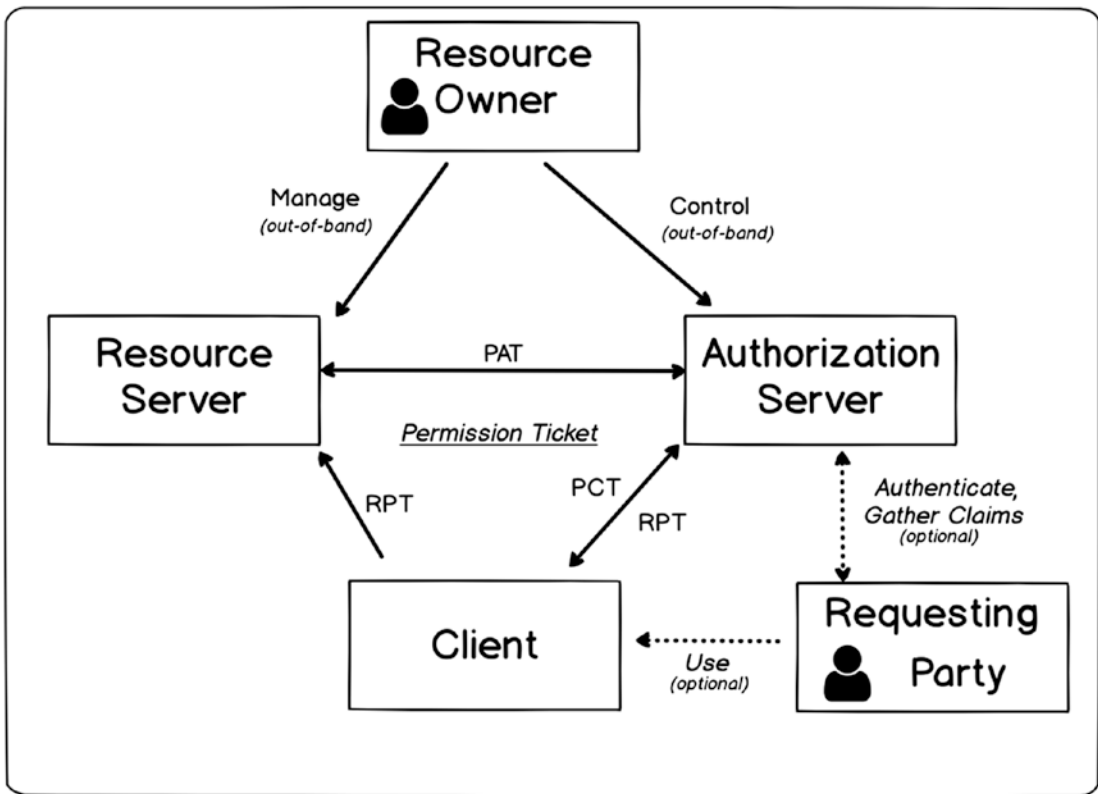 Resource
Owner
Manage
(out-of-band)
Control
(out-of-band)
Resource
Server
PAT
Authorization
Server
Permission Ticket
RPT
PCT
RPT
Authenticate,
Gather Claims
(optional)
Client
Use
(optional)
Requesting
Party